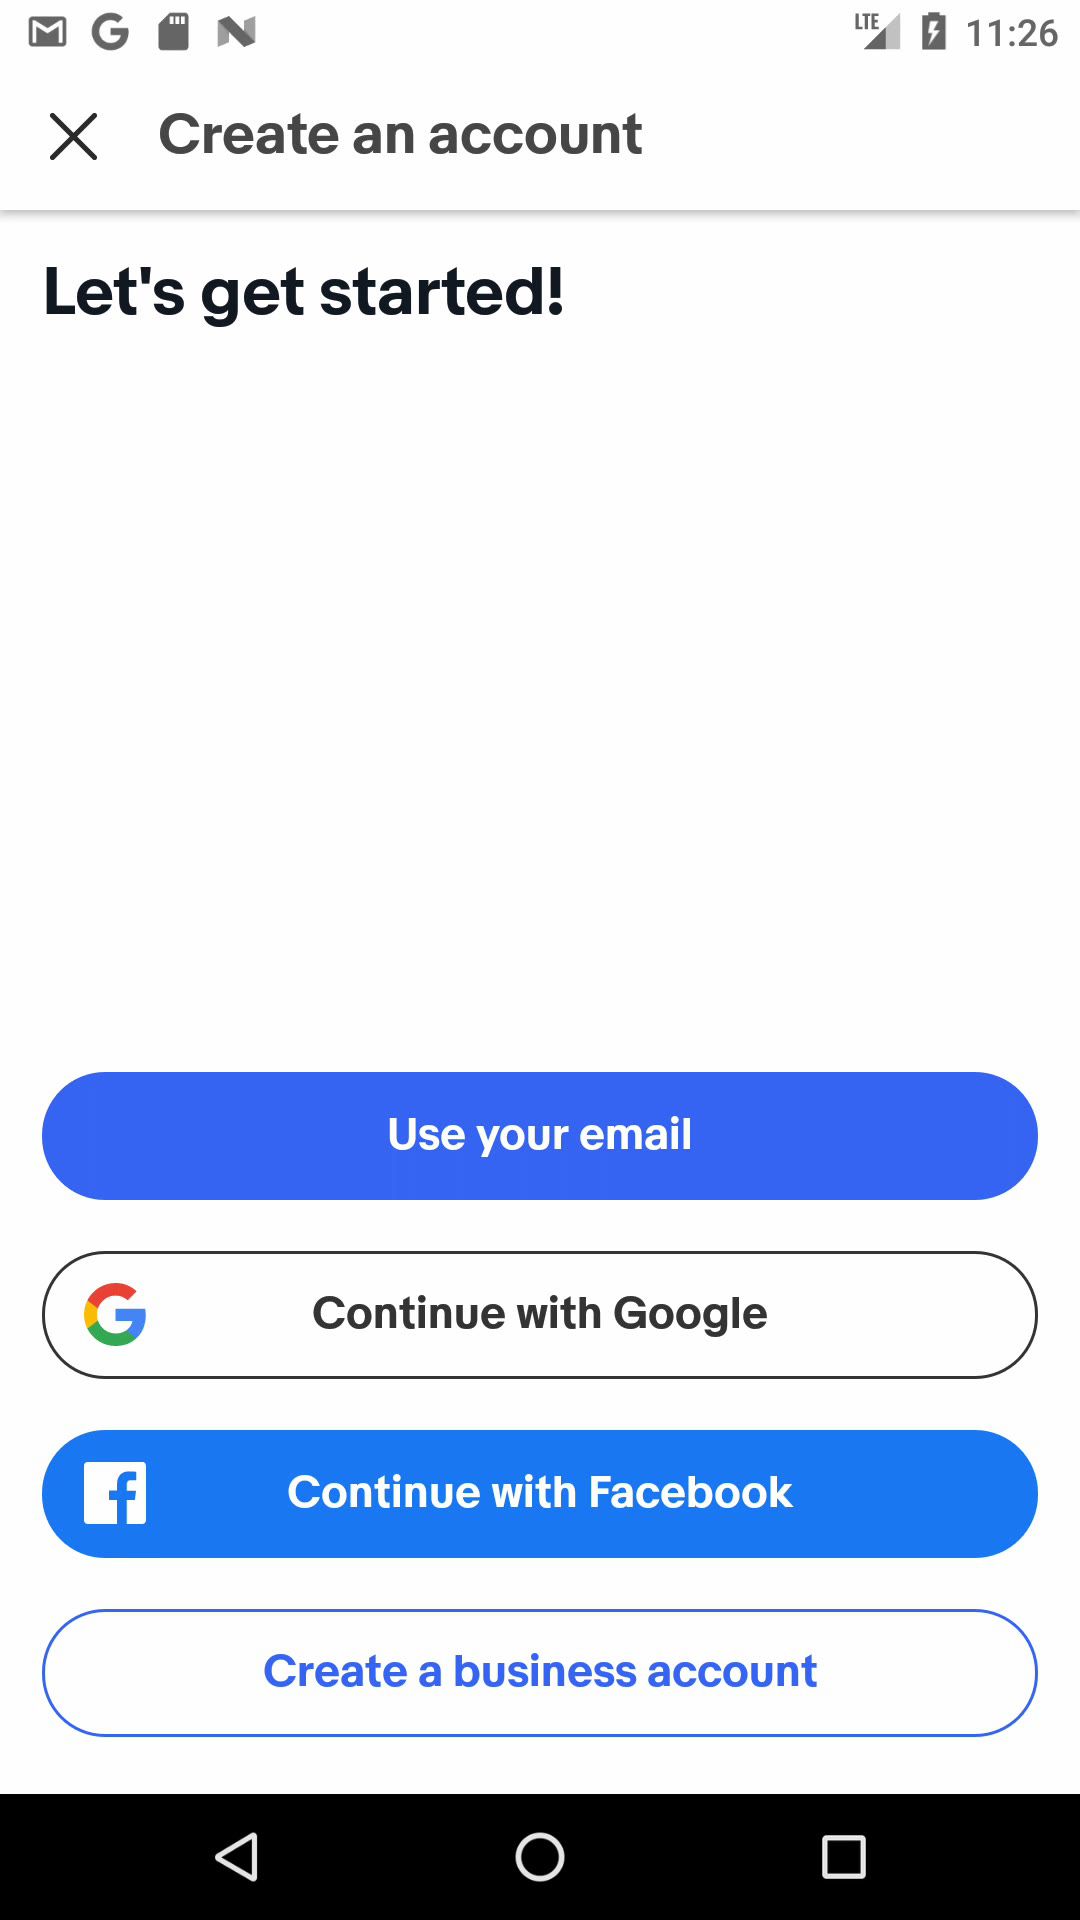 LTE 11:26
Create an account
Let's get started!
Use your email
Continue with Google
Continue with Facebook
Create a business account